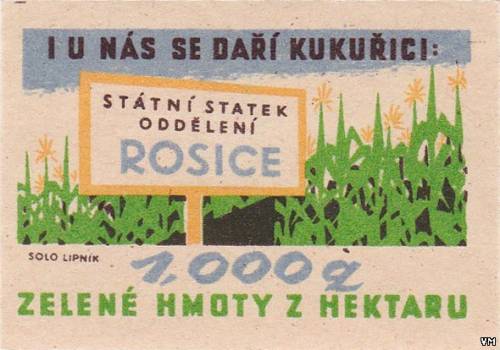 I U NÁS SE DAŘÍ KUKUŘICI:
STÁTNÍ STATEK
ODDĚLENÍ
ROSICE
SOLO LIPNÍK
1,000 q
ZELENÉ HMOTY Z HEKTARU
VM